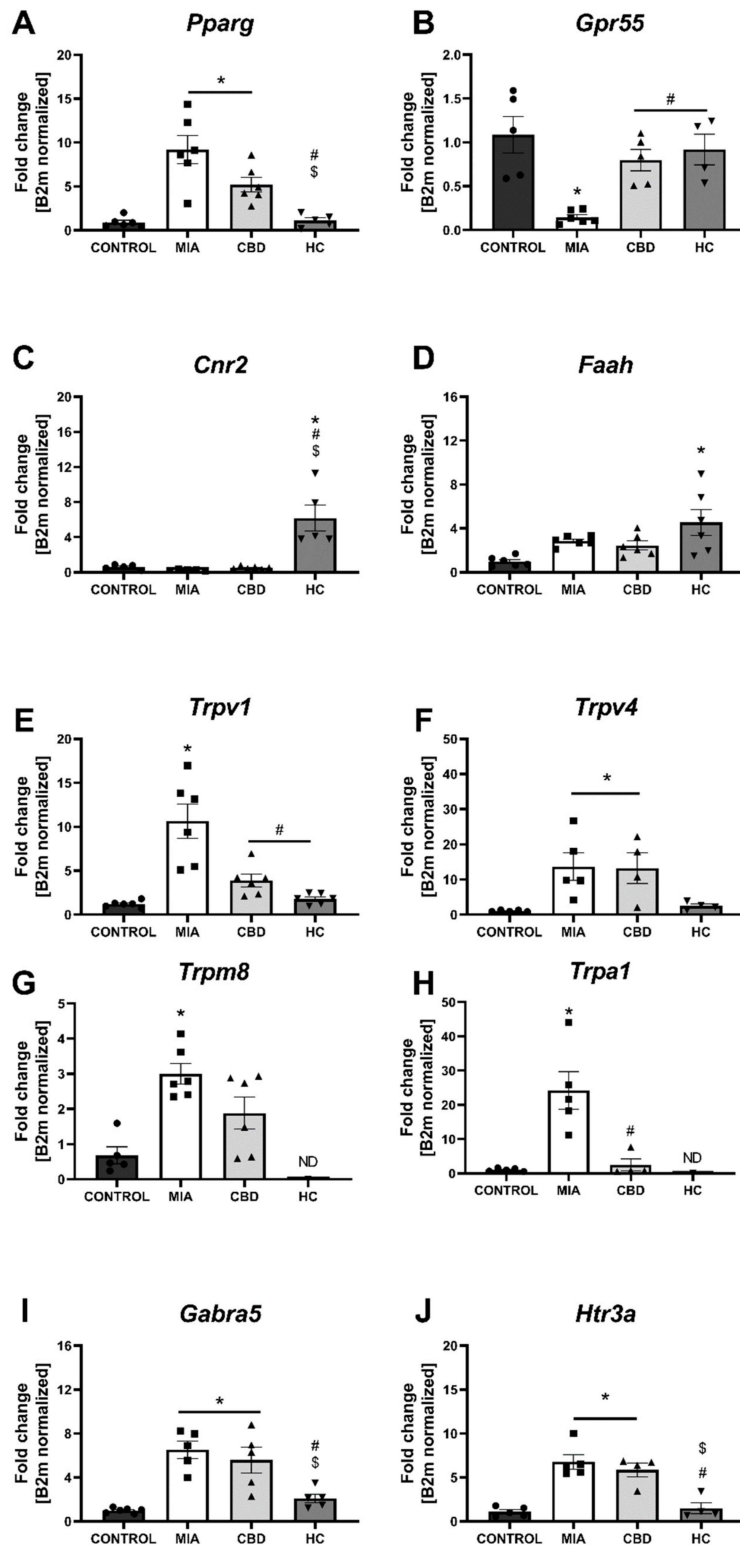 A
Pparg
Fold change
[B2m normalized]
20
15
10
5
0
*
#
$
CONTROL MIA CBD HC
B
Gpr55
Fold change
[B2m normalized]
2.0
1.5
1.0
0.5
0.0
*
#
CONTROL MIA CBD HC
C
Cnr2
Fold change
[B2m normalized]
20
16
12
8
4
0
*
#
$
CONTROL MIA CBD HC
D
Faah
Fold change
[B2m normalized]
16
12
8
4
0
*
CONTROL MIA CBD HC
E
Trpv1
Fold change
[B2m normalized]
20
15
10
5
0
*
#
CONTROL MIA CBD HC
F
Trpv4
Fold change
[B2m normalized]
50
40
30
20
10
0
*
CONTROL MIA CBD HC
G
Trpm8
Fold change
[B2m normalized]
5
4
3
2
1
0
*
ND
CONTROL MIA CBD HC
H
Trpa1
Fold change
[B2m normalized]
50
40
30
20
10
0
*
#
ND
CONTROL MIA CBD HC
I
Gabra5
Fold change
[B2m normalized]
16
12
8
4
0
*
#
$
CONTROL MIA CBD HC
J
Htr3a
Fold change
[B2m normalized]
20
15
10
5
0
*
$
#
CONTROL MIA CBD HC